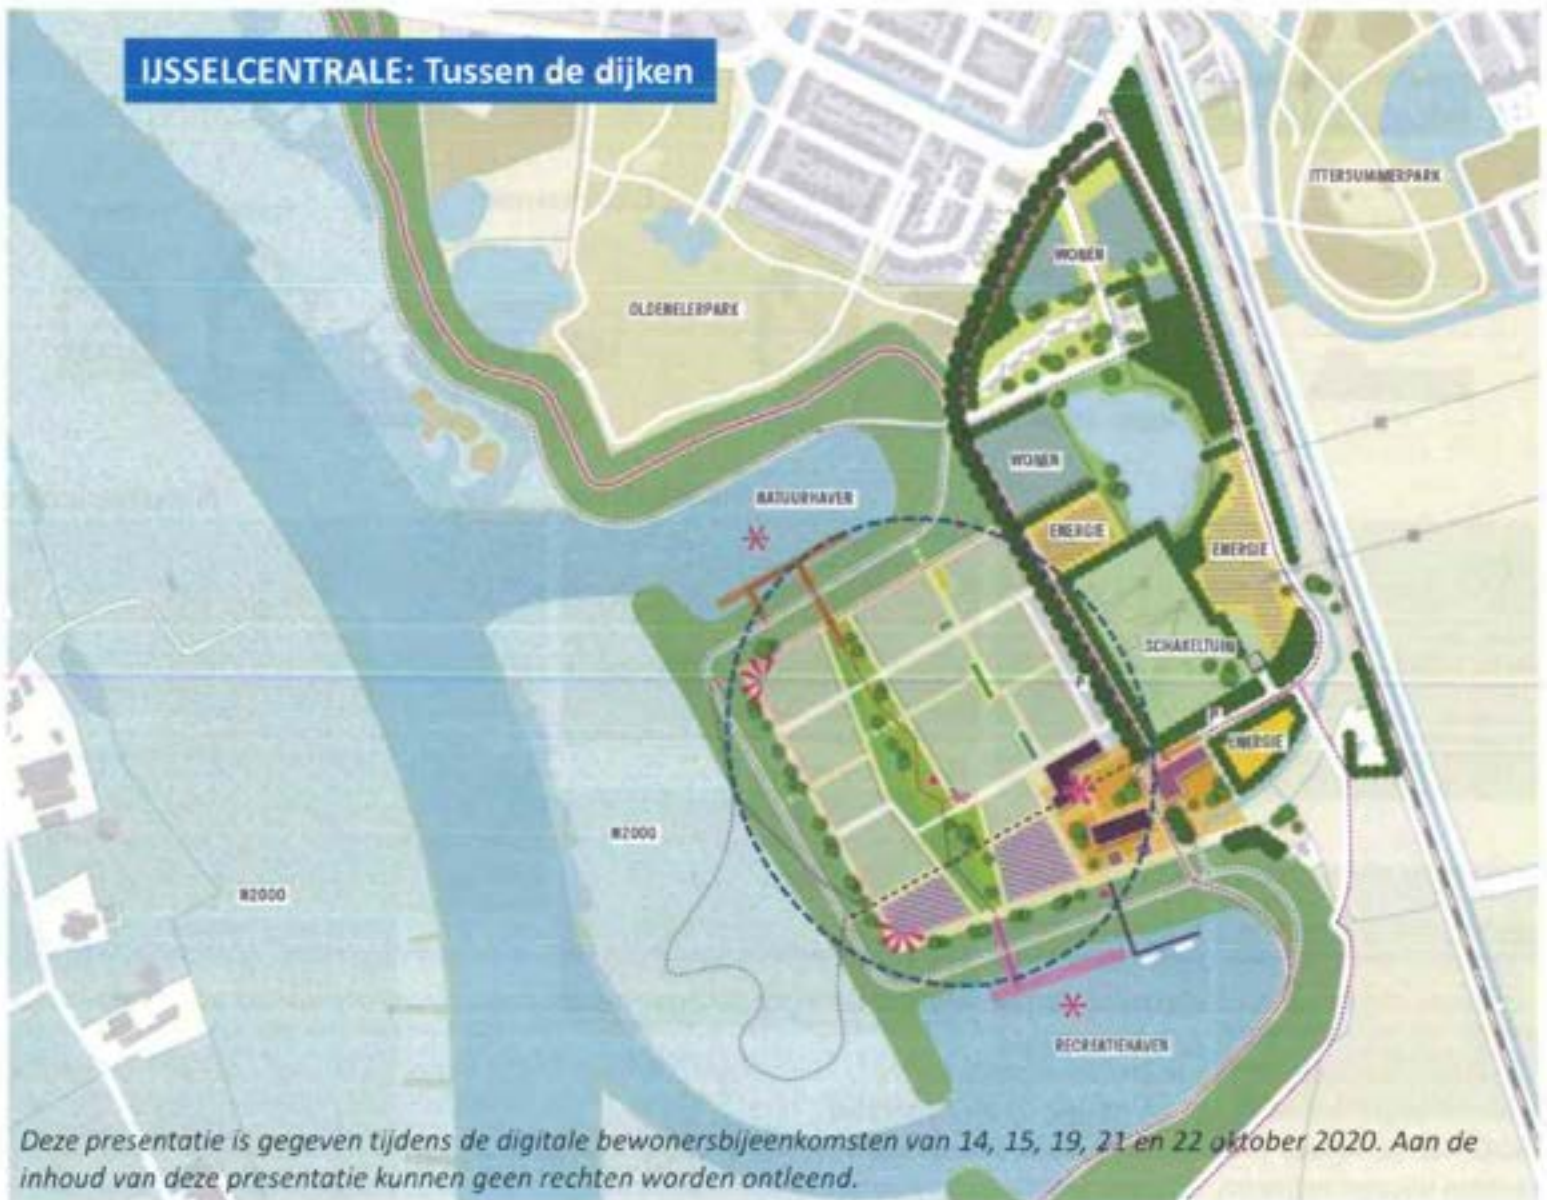 IJSSELCENTRALE: Tussen de dijken
ITTERSUMMERPARK
WONEN
OLDENELERPARK
WONEN
NATUURHAVEN
ENERGIE
ENERGIE
SCHAKELTUIN
P
ENERGIE
N2000
N2000
RECREATIEHAVEN
Deze presentatie is gegeven tijdens de digitale bewonersbijeenkomsten van 14, 15, 19, 21 en 22 oktober 2020. Aan de
inhoud van deze presentatie kunnen geen rechten worden ontleend.